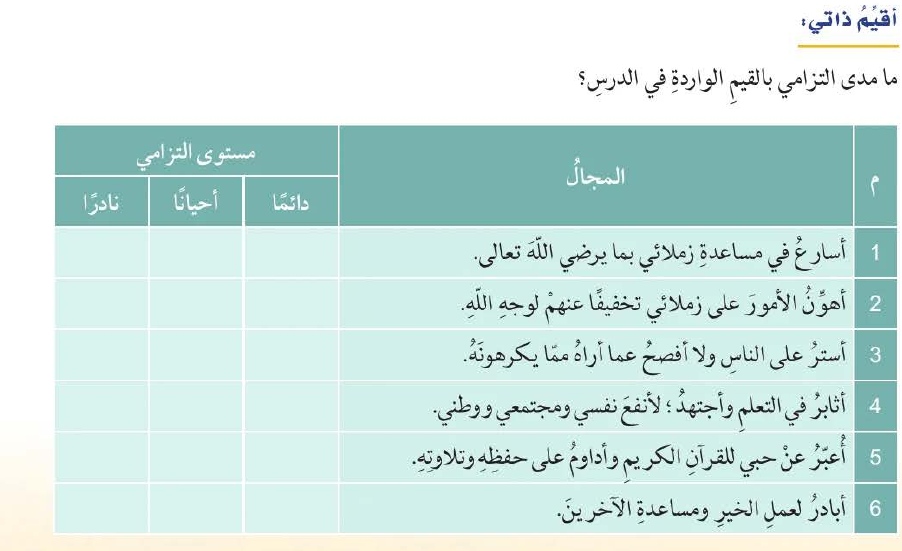 أقيّمُ ذاتي:
ما مدى التزامي بالقيمِ الواردةِ في الدرسِ؟
م المجالُ مستوى التزامي
دائمًا أحيانًا نادرًا
1 أسارعُ في مساعدةِ زملائي بما يرضي اللّهَ تعالى.
2 أهوّنُ الأمورَ على زملائي تخفيفًا عنهمْ لوجهِ اللّهِ.
3 أسترُ على الناسِ ولا أفصحُ عما أراهُ ممّا يكرهونَهُ.
4 أثابرُ في التعلمِ وأجتهدُ؛ لأنفعَ نفسي ومجتمعي ووطني.
5 أُعبّرُ عنْ حبي للقرآنِ الكريمِ وأداومُ على حفظِهِ وتلاوتِهِ.
6 أبادرُ لعملِ الخيرِ ومساعدةِ الآخرينَ.